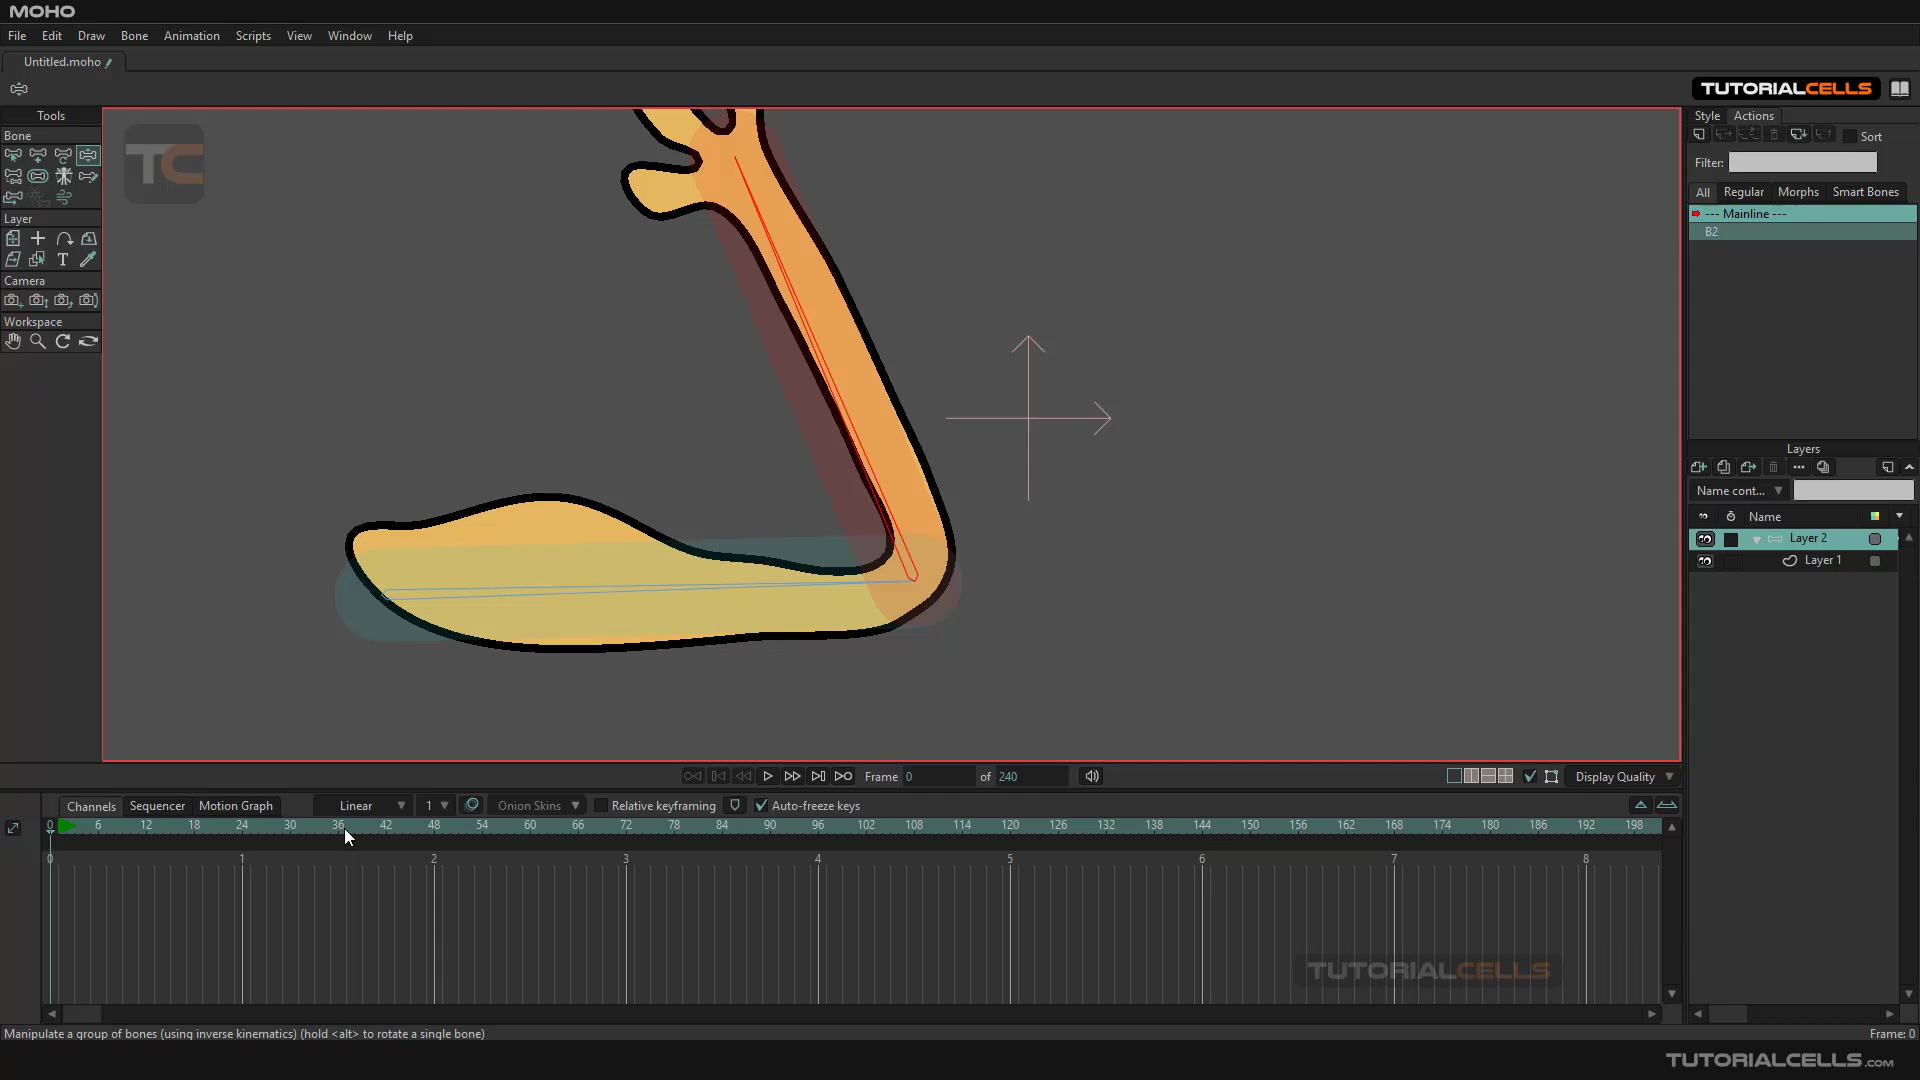 MOHO
File Edit Draw Bone Animation Scripts View Window Help
Untitled.moho
TUTORIALCELLS
Tools
Bone
Layer
T
Camera
Workspace
TC
Style Actions
Sort
Filter:
All Regular Morphs Smart Bones
--- Mainline ---
B2
Layers
Name cont...
Name
Layer 2
Layer 1
Frame 0 of 240
Display Quality
Channels Sequencer Motion Graph Linear 1 Onion Skins Relative keyframing Auto-freeze keys
0 6 12 18 24 30 36 42 48 54 60 66 72 78 84 90 96 102 108 114 120 126 132 138 144 150 156 162 168 174 180 186 192 198
0 1 2 3 4 5 6 7 8
TUTORIALCELLS
Manipulate a group of bones (using inverse kinematics) (hold <alt> to rotate a single bone)
Frame: 0
TUTORIALCELLS.COM